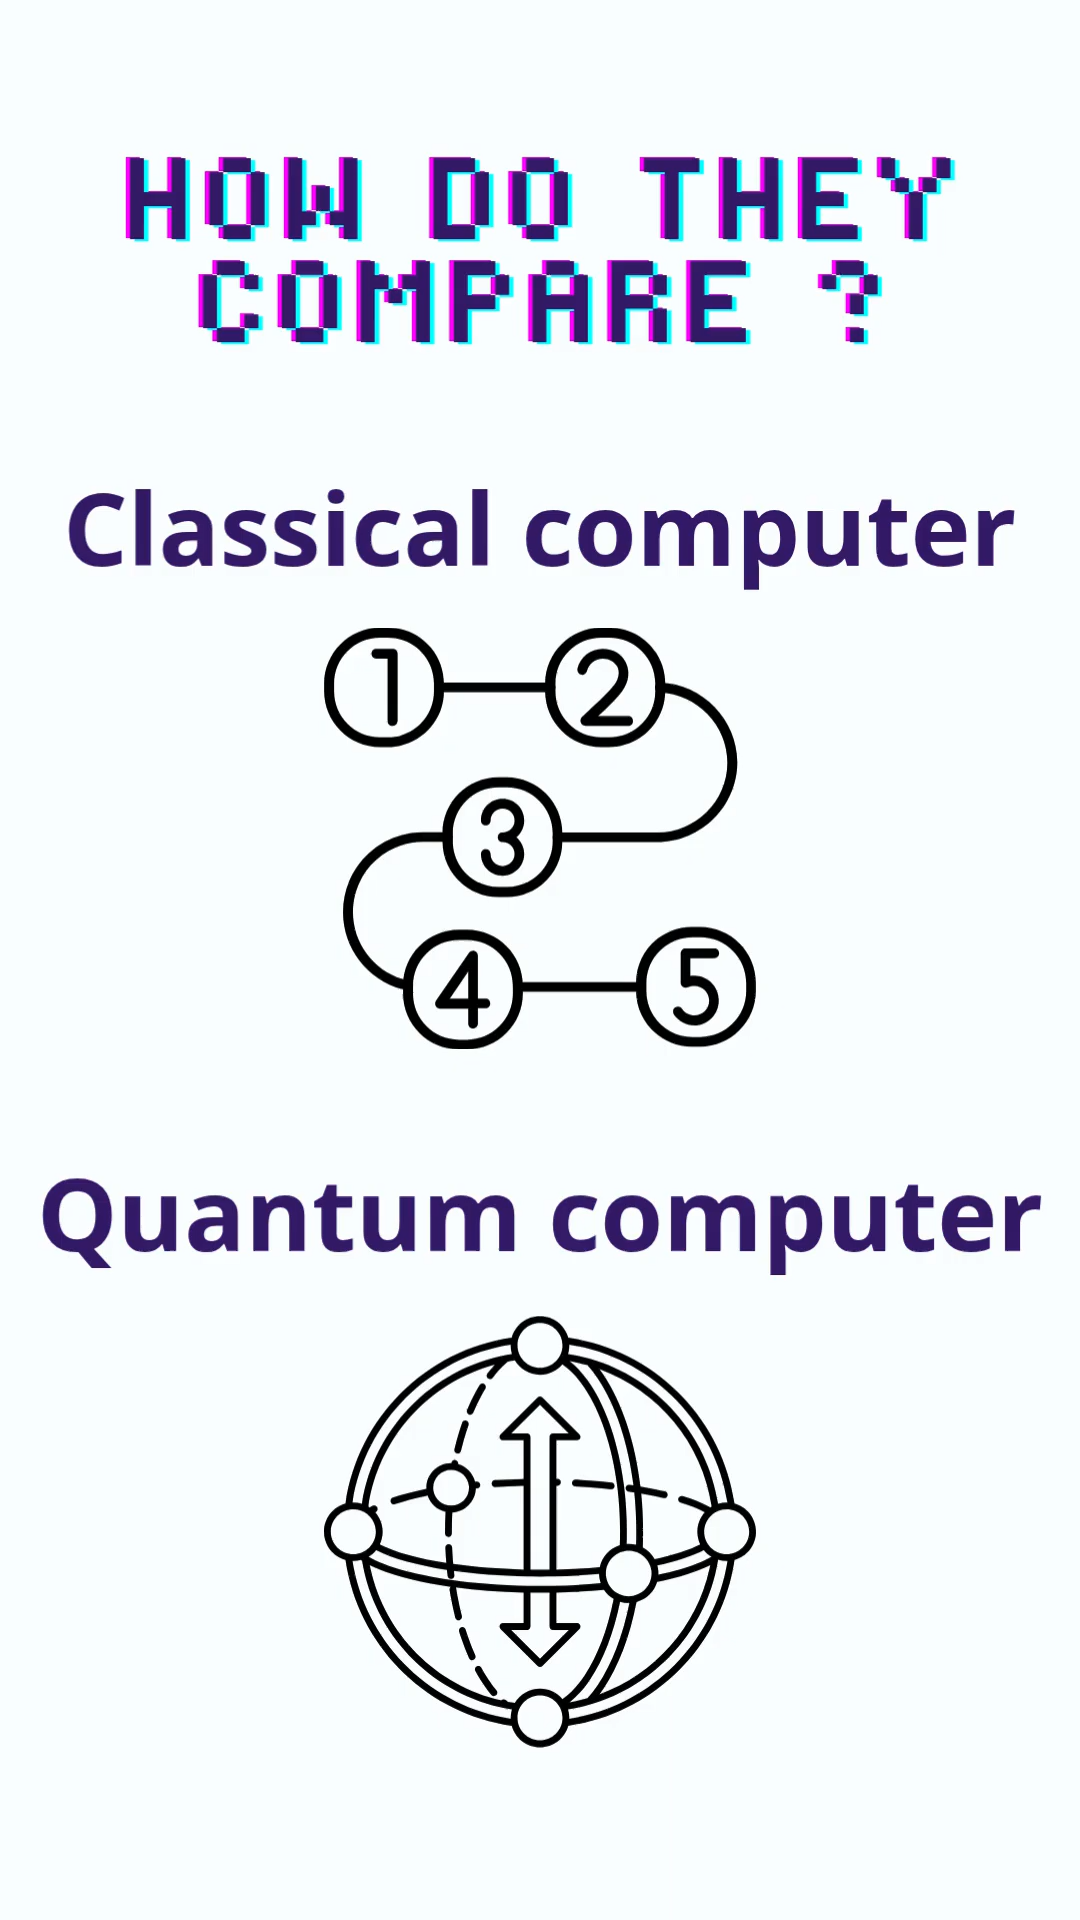 HOW DO THEY
COMPARE ?
Classical computer
1 2
3
4 5
Quantum computer